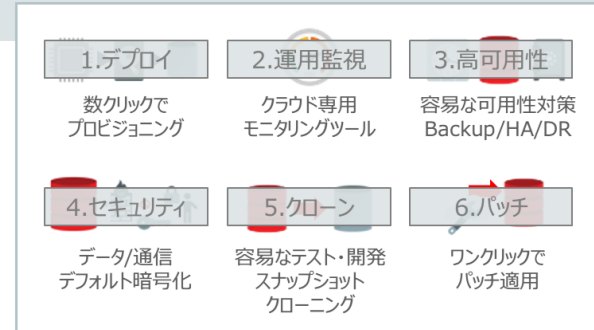 1.デプロイ
数クリックで
プロビジョニング
2.運用監視
クラウド専用
モニタリングツール
3.高可用性
容易な可用性対策
Backup/HA/DR
4.セキュリティ
データ/通信
デフォルト暗号化
5.クローン
容易なテスト・開発
スナップショット
クローニング
6.パッチ
ワンクリックで
パッチ適用